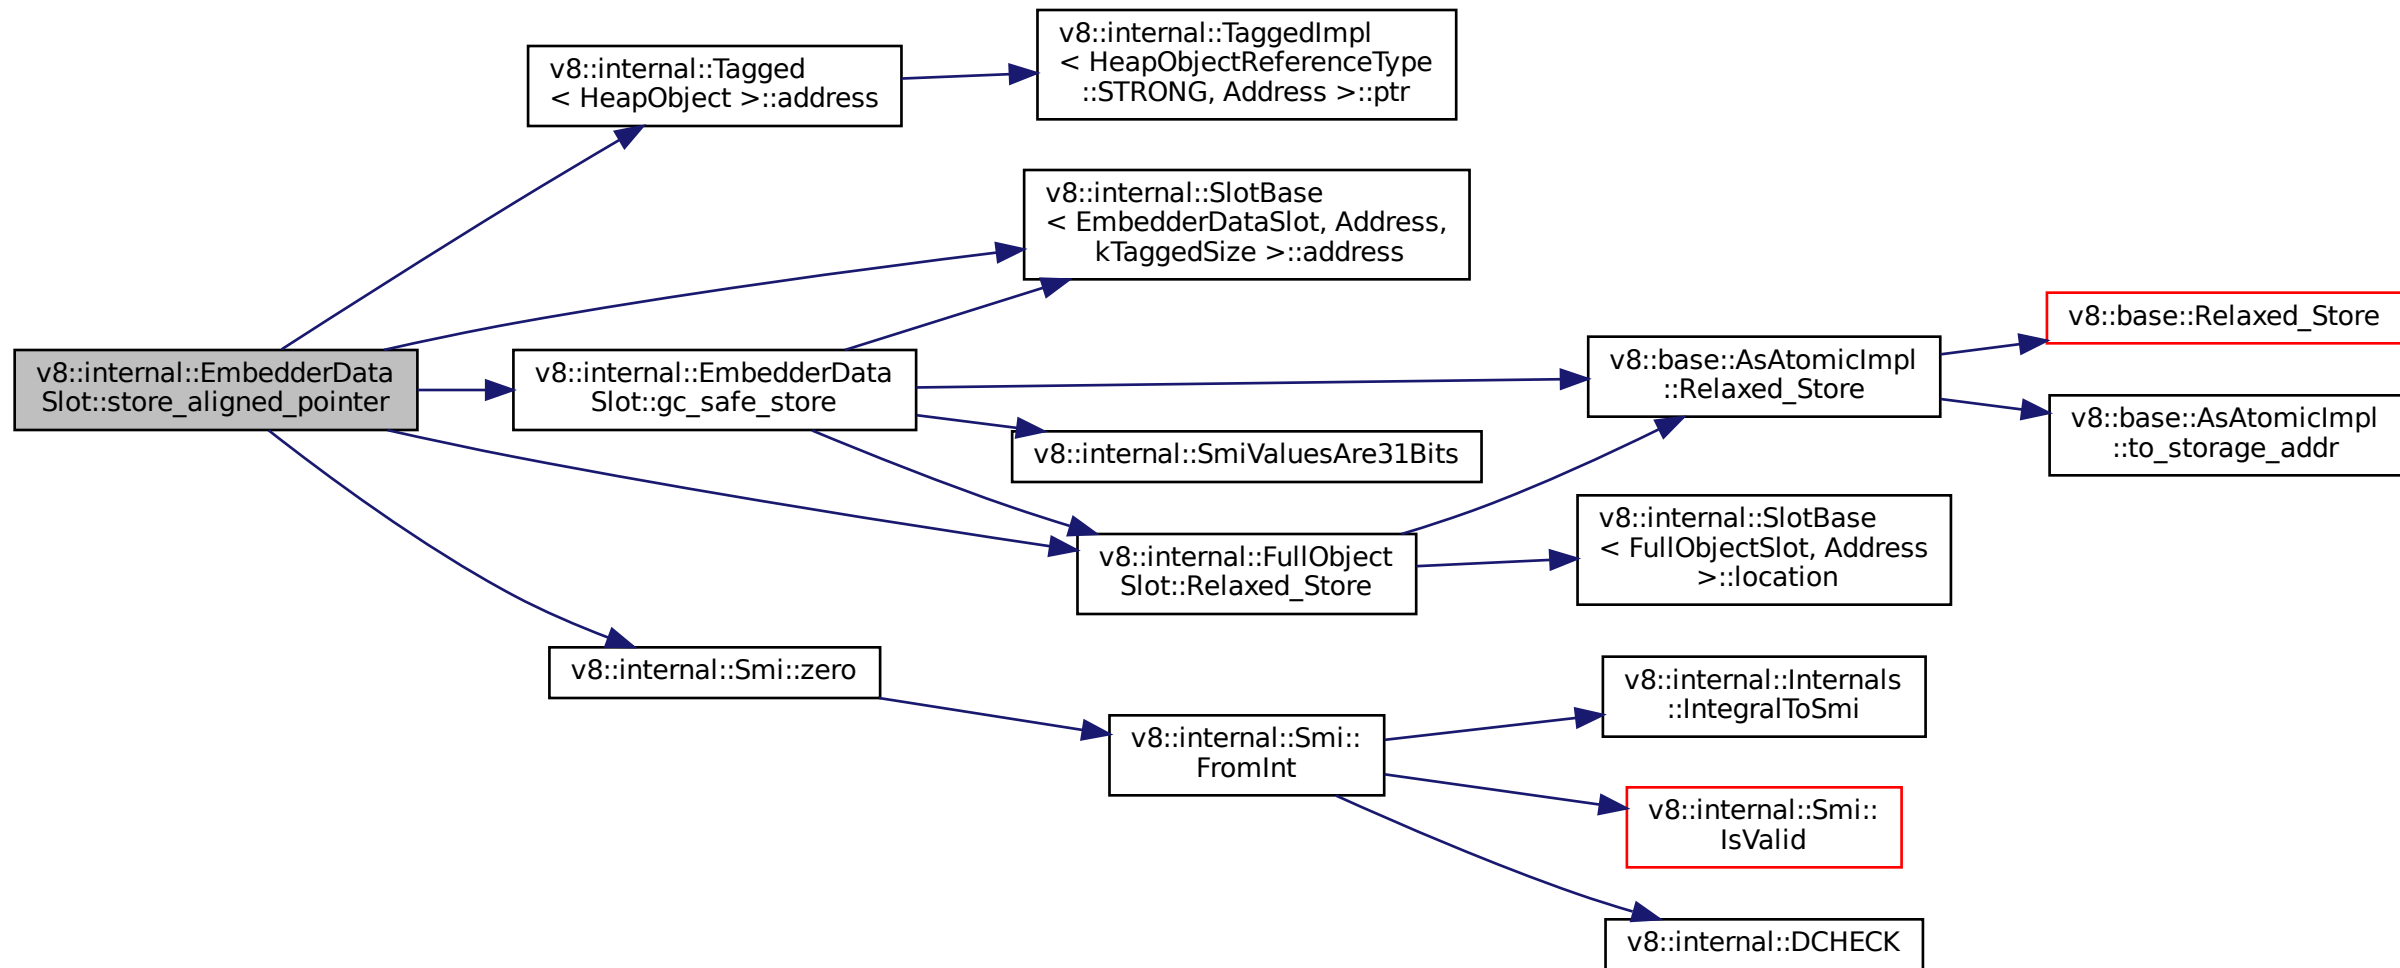 v8::internal::TaggedImpl
< HeapObjectReferenceType
::STRONG, Address >::ptr
v8::internal::Tagged
< HeapObject >::address
v8::internal::SlotBase
< EmbedderDataSlot, Address,
kTaggedSize >::address
v8::base::Relaxed_Store
v8::internal::EmbedderData
Slot::store_aligned_pointer
v8::internal::EmbedderData
Slot::gc_safe_store
v8::base::AsAtomicImpl
::Relaxed_Store
v8::base::AsAtomicImpl
::to_storage_addr
v8::internal::SmiValuesAre31Bits
v8::internal::FullObject
Slot::Relaxed_Store
v8::internal::SlotBase
< FullObjectSlot, Address
>::location
v8::internal::Smi::zero
v8::internal::Internals
::IntegralToSmi
v8::internal::Smi::
FromInt
v8::internal::Smi::
IsValid
v8::internal::DCHECK